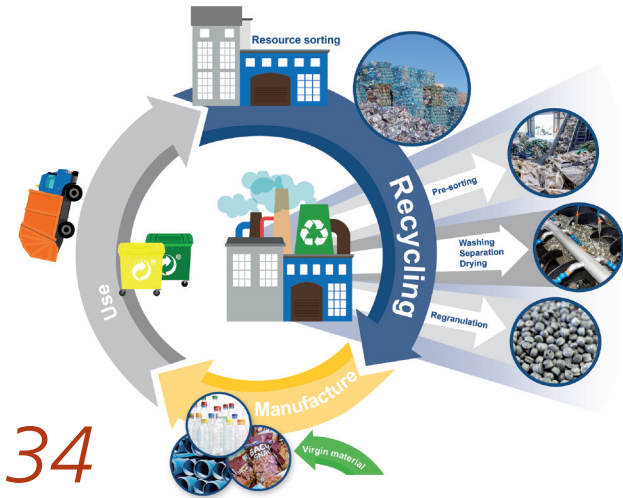 Resource sorting
Recycling
Pre-sorting
Washing
Separation
Drying
Regranulation
Use
Manufacture
Virgin material
34